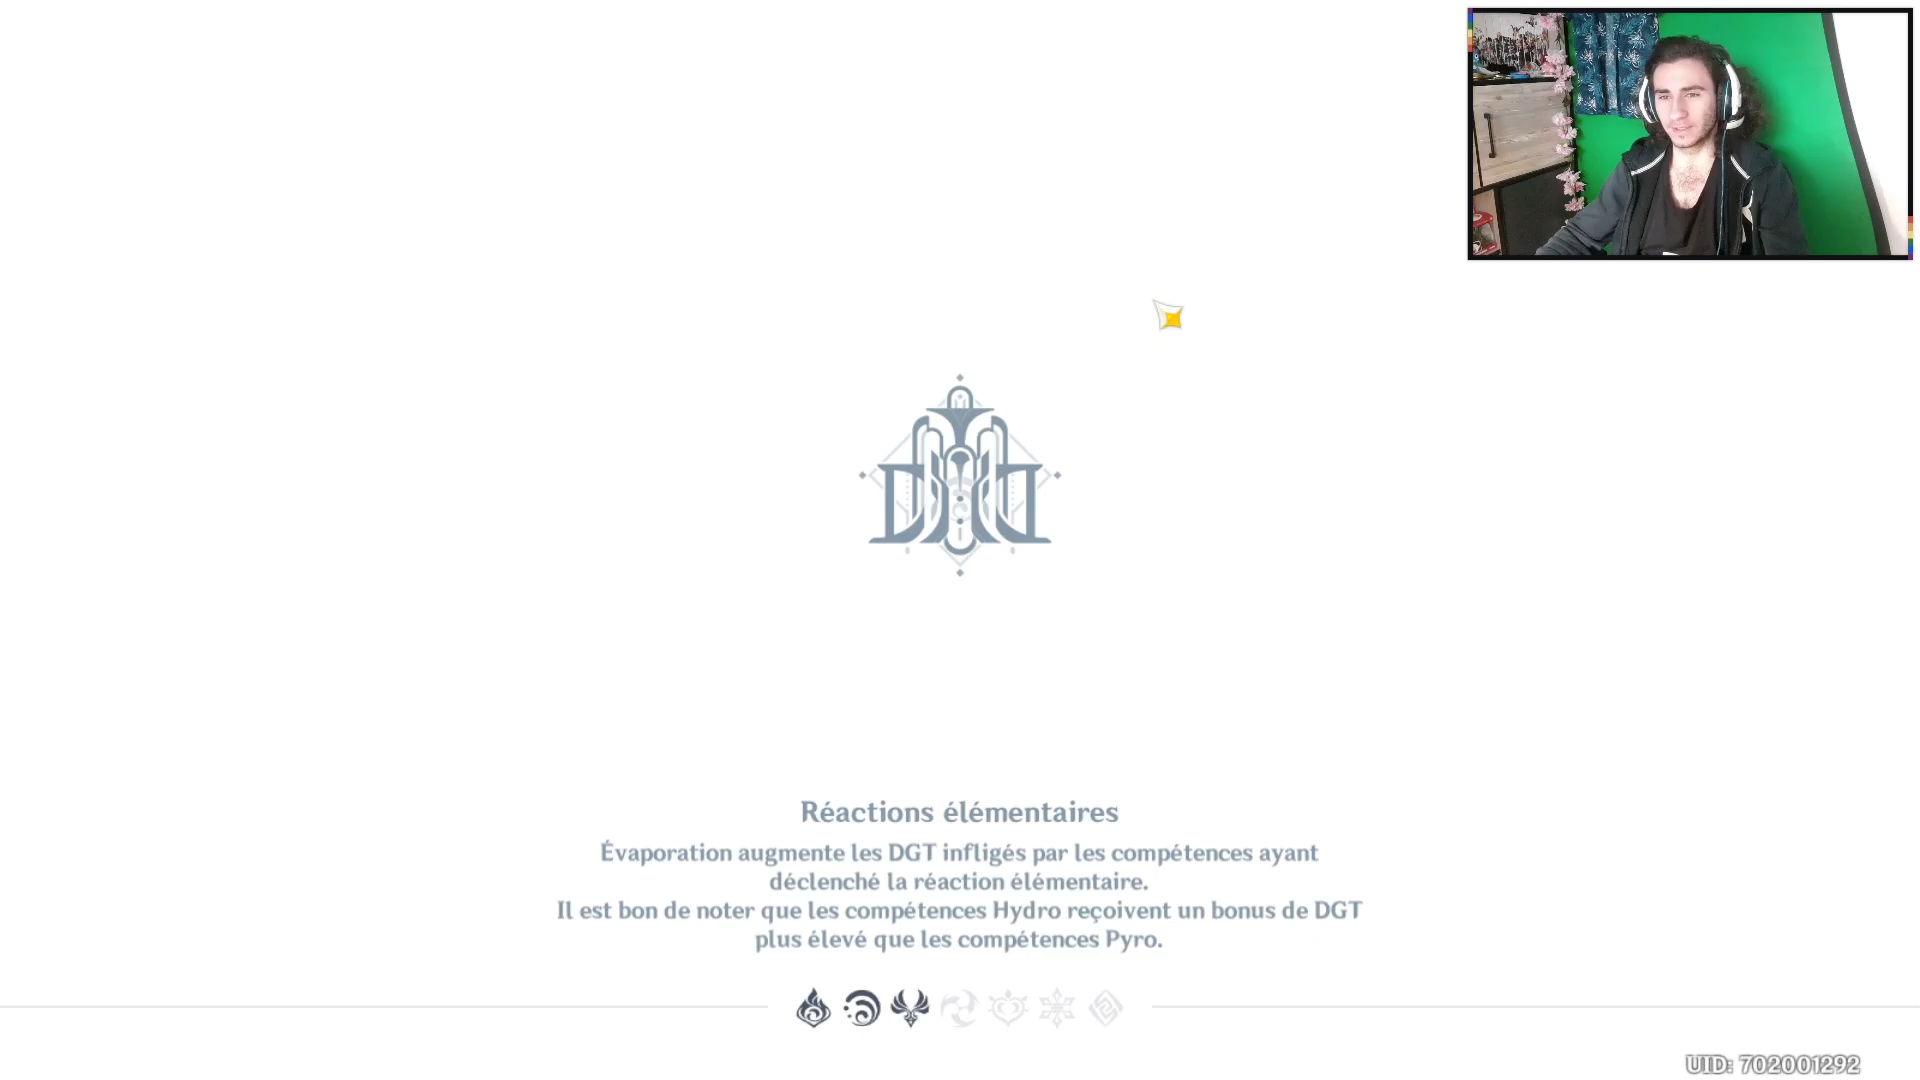 Réactions élémentaires
Évaporation augmente les DGT infligés par les compétences ayant
déclenché la réaction élémentaire.
Il est bon de noter que les compétences Hydro reçoivent un bonus de DGT
plus élevé que les compétences Pyro.
UID: 702001292